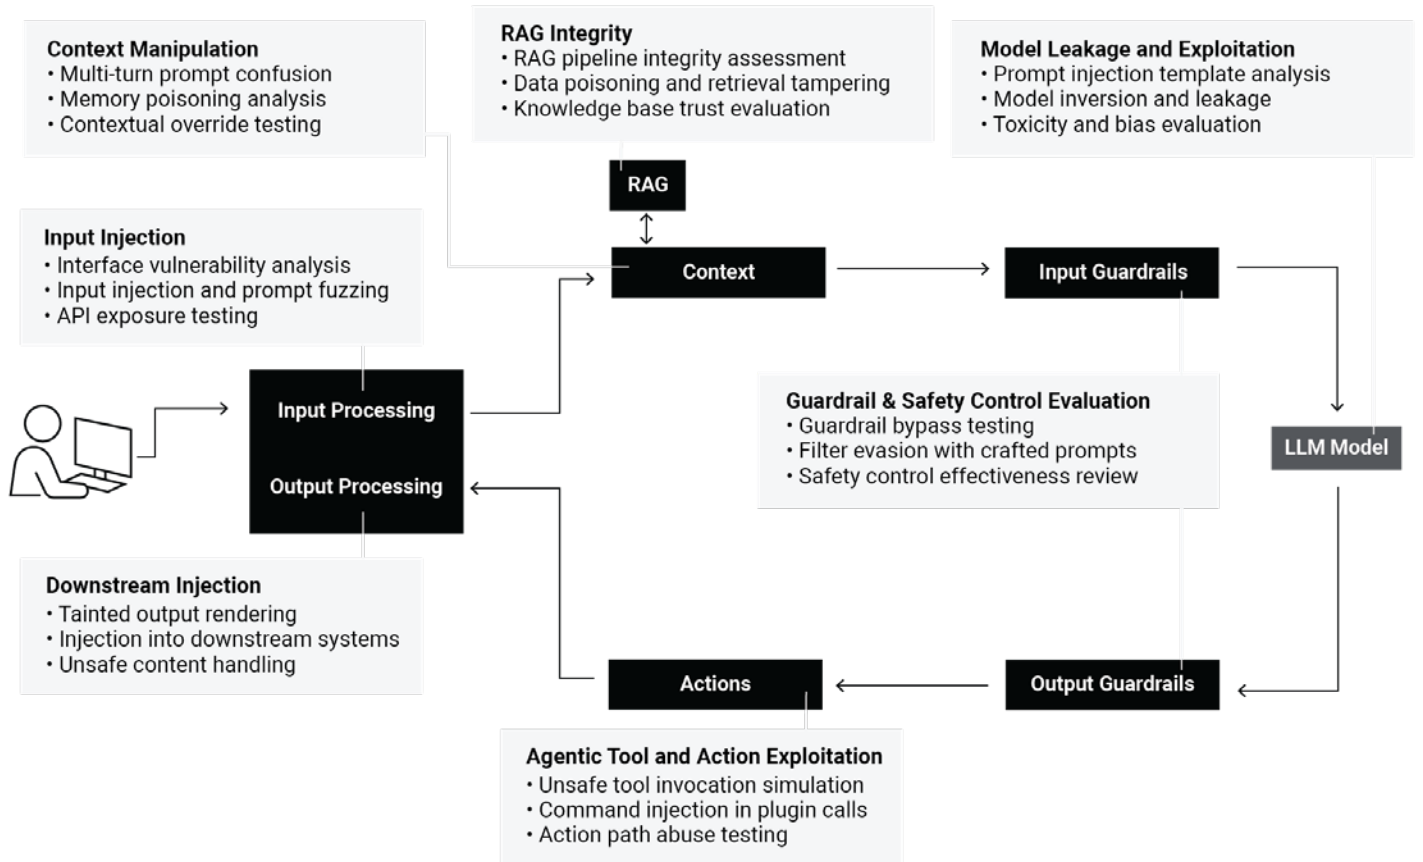 Context Manipulation
• Multi-turn prompt confusion
• Memory poisoning analysis
• Contextual override testing
RAG Integrity
• RAG pipeline integrity assessment
• Data poisoning and retrieval tampering
• Knowledge base trust evaluation
Model Leakage and Exploitation
• Prompt injection template analysis
• Model inversion and leakage
• Toxicity and bias evaluation
RAG
Input Injection
• Interface vulnerability analysis
• Input injection and prompt fuzzing
• API exposure testing
Context
Input Guardrails
Input Processing
Output Processing
Guardrail & Safety Control Evaluation
• Guardrail bypass testing
• Filter evasion with crafted prompts
• Safety control effectiveness review
LLM Model
Downstream Injection
• Tainted output rendering
• Injection into downstream systems
• Unsafe content handling
Actions
Output Guardrails
Agentic Tool and Action Exploitation
• Unsafe tool invocation simulation
• Command injection in plugin calls
• Action path abuse testing